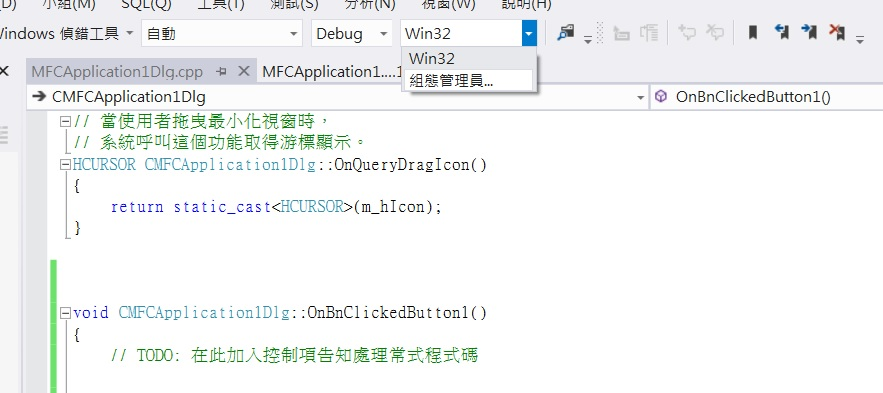 (D) 小組(M) SQL(Q) 工具(T) 測試(S) 分析(N) 視窗(W) 說明(H)
Windows 偵錯工具 自動 Debug Win32
Win32
組態管理員...
MFCApplication1Dlg.cpp MFCApplication1....1
CMFCApplication1Dlg OnBnClickedButton1()
// 當使用者拖曳最小化視窗時，
// 系統呼叫這個功能取得游標顯示。
HCURSOR CMFCApplication1Dlg::OnQueryDragIcon()
{
return static_cast<HCURSOR>(m_hIcon);
}
void CMFCApplication1Dlg::OnBnClickedButton1()
{
// TODO: 在此加入控制項告知處理常式程式碼